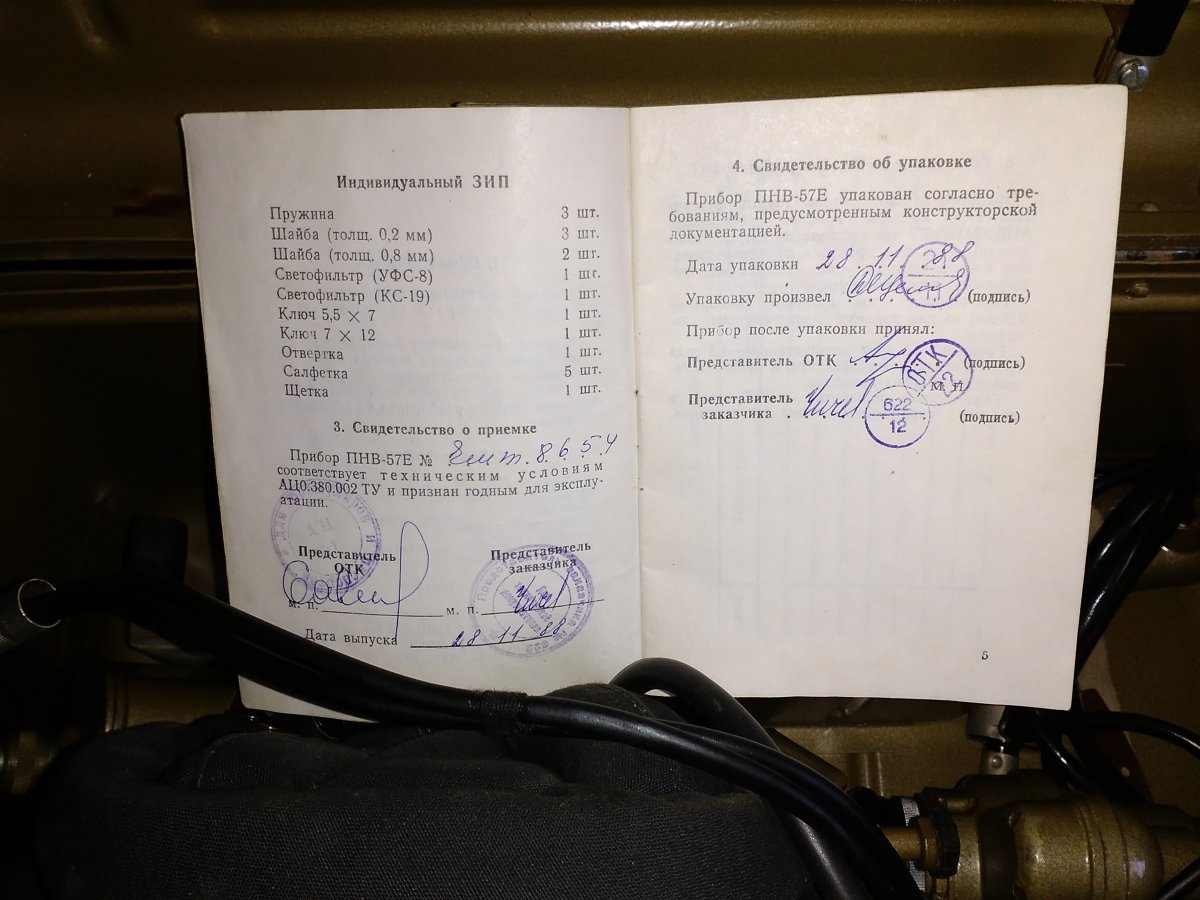 Индивидуальный ЗИП
Пружина 3 шт.
Шайба (толщ. 0,2 мм) 3 шт.
Шайба (толщ. 0,8 мм) 2 шт.
Светофильтр (УФС-8) 1 шт.
Светофильтр (КС-19) 1 шт.
Ключ 5,5 × 7 1 шт.
Ключ 7 × 12 1 шт.
Отвертка 1 шт.
Салфетка 5 шт.
Щетка 1 шт.
3. Свидетельство о приемке
Прибор ПНВ-57Е № 8654
соответствует техническим условиям
АЦ0.380.002 ТУ и признан годным для эксплу-
атации.
Представитель
ОТК
Представитель
заказчика
м. п. м. п.
Дата выпуска 28 11 88
4. Свидетельство об упаковке
Прибор ПНВ-57Е упакован согласно тре-
бованиям, предусмотренным конструкторской
документацией.
Дата упаковки 28 11 88
Упаковку произвел (подпись)
Прибор после упаковки принял:
Представитель ОТК (подпись)
ОТК
22
м. п.
Представитель
заказчика (подпись)
622
12
5